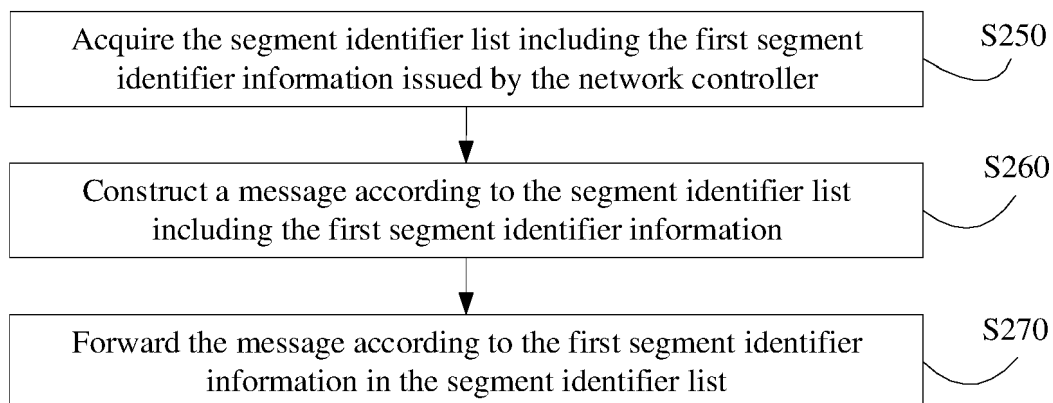 Acquire the segment identifier list including the first segment
identifier information issued by the network controller
S250
Construct a message according to the segment identifier list
including the first segment identifier information
S260
Forward the message according to the first segment identifier
information in the segment identifier list
S270